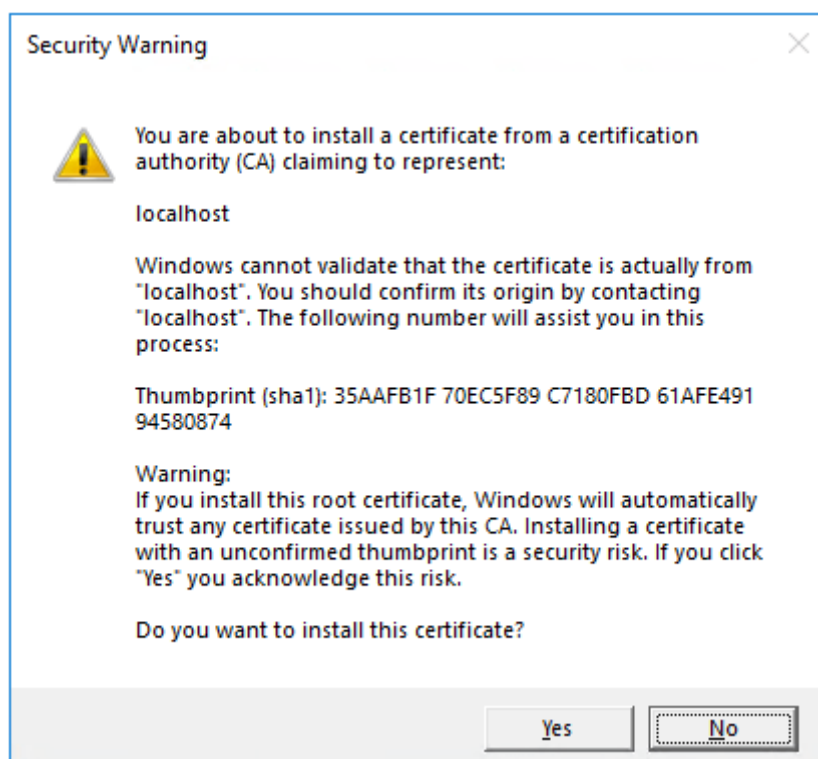 Security Warning
You are about to install a certificate from a certification
authority (CA) claiming to represent:
localhost
Windows cannot validate that the certificate is actually from
"localhost". You should confirm its origin by contacting
"localhost". The following number will assist you in this
process:
Thumbprint (sha1): 35AAFB1F 70EC5F89 C7180FBD 61AFE491
94580874
Warning:
If you install this root certificate, Windows will automatically
trust any certificate issued by this CA. Installing a certificate
with an unconfirmed thumbprint is a security risk. If you click
"Yes" you acknowledge this risk.
Do you want to install this certificate?
Yes
No